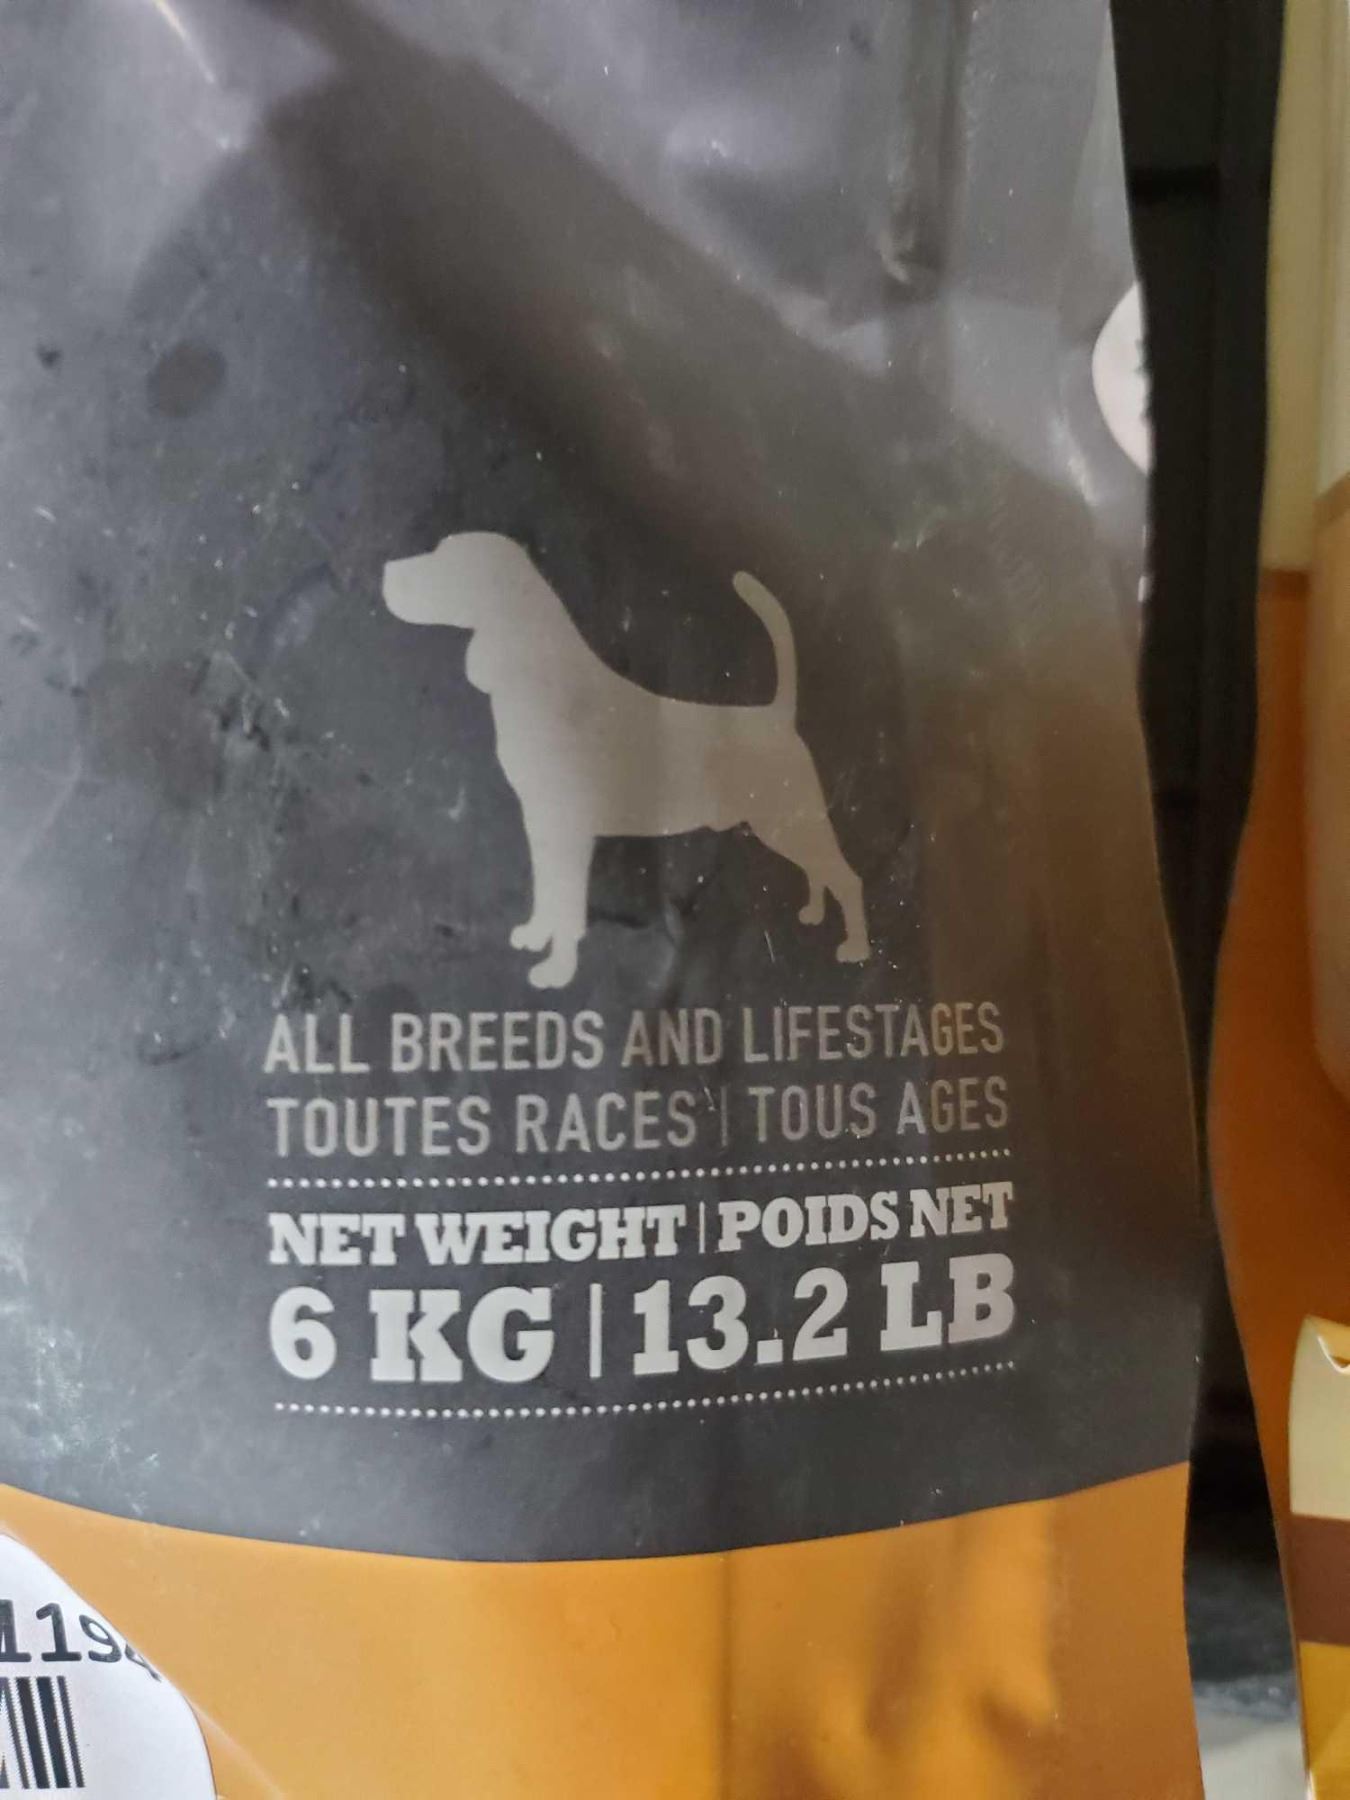 ALL BREEDS AND LIFESTAGES
TOUTES RACES | TOUS AGES
NET WEIGHT | POIDS NET
6 KG | 13.2 LB